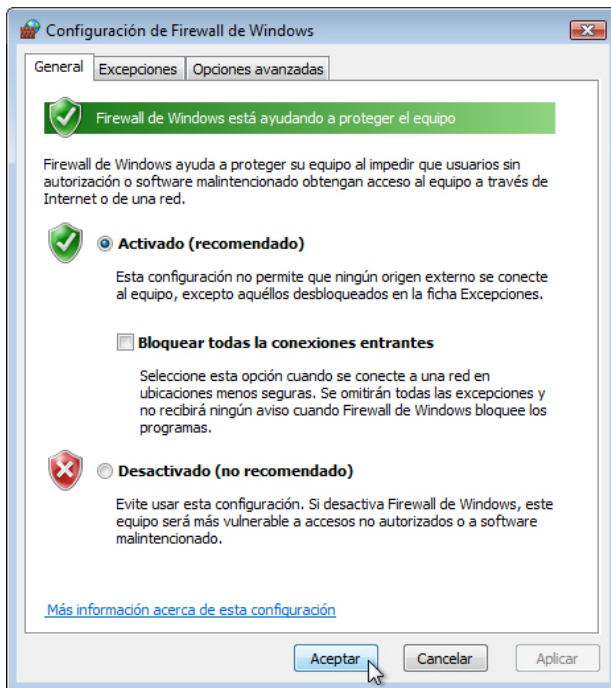 Configuración de Firewall de Windows
General Excepciones Opciones avanzadas
Firewall de Windows está ayudando a proteger el equipo
Firewall de Windows ayuda a proteger su equipo al impedir que usuarios sin
autorización o software malintencionado obtengan acceso al equipo a través de
Internet o de una red.
Activado (recomendado)
Esta configuración no permite que ningún origen externo se conecte
al equipo, excepto aquéllos desbloqueados en la ficha Excepciones.
Bloquear todas la conexiones entrantes
Seleccione esta opción cuando se conecte a una red en
ubicaciones menos seguras. Se omitirán todas las excepciones y
no recibirá ningún aviso cuando Firewall de Windows bloquee los
programas.
Desactivado (no recomendado)
Evite usar esta configuración. Si desactiva Firewall de Windows, este
equipo será más vulnerable a accesos no autorizados o a software
malintencionado.
Más información acerca de esta configuración
Aceptar Cancelar Aplicar